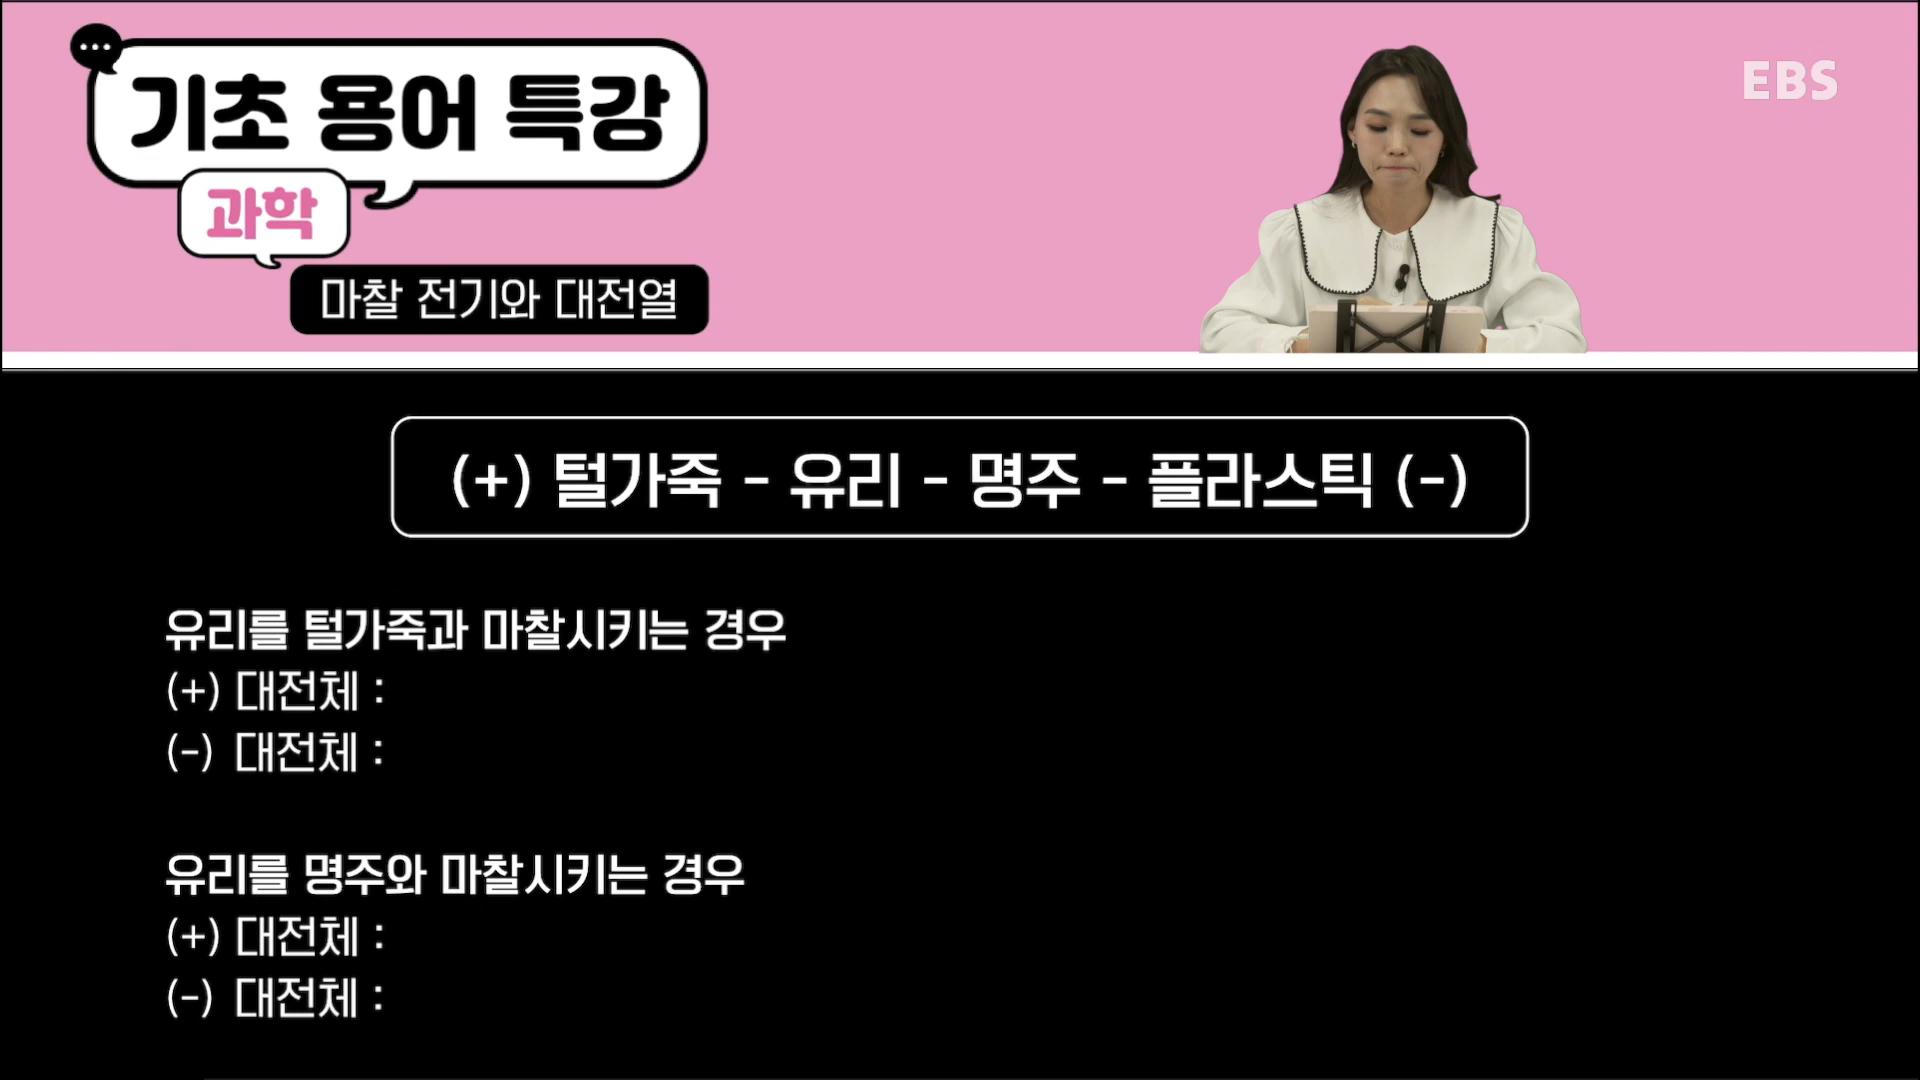 기초 용어 특강
과학
마찰 전기와 대전열
EBS
(+) 털가죽 - 유리 - 명주 - 플라스틱 (-)
유리를 털가죽과 마찰시키는 경우
(+) 대전체 :
(-) 대전체 :
유리를 명주와 마찰시키는 경우
(+) 대전체 :
(-) 대전체 :